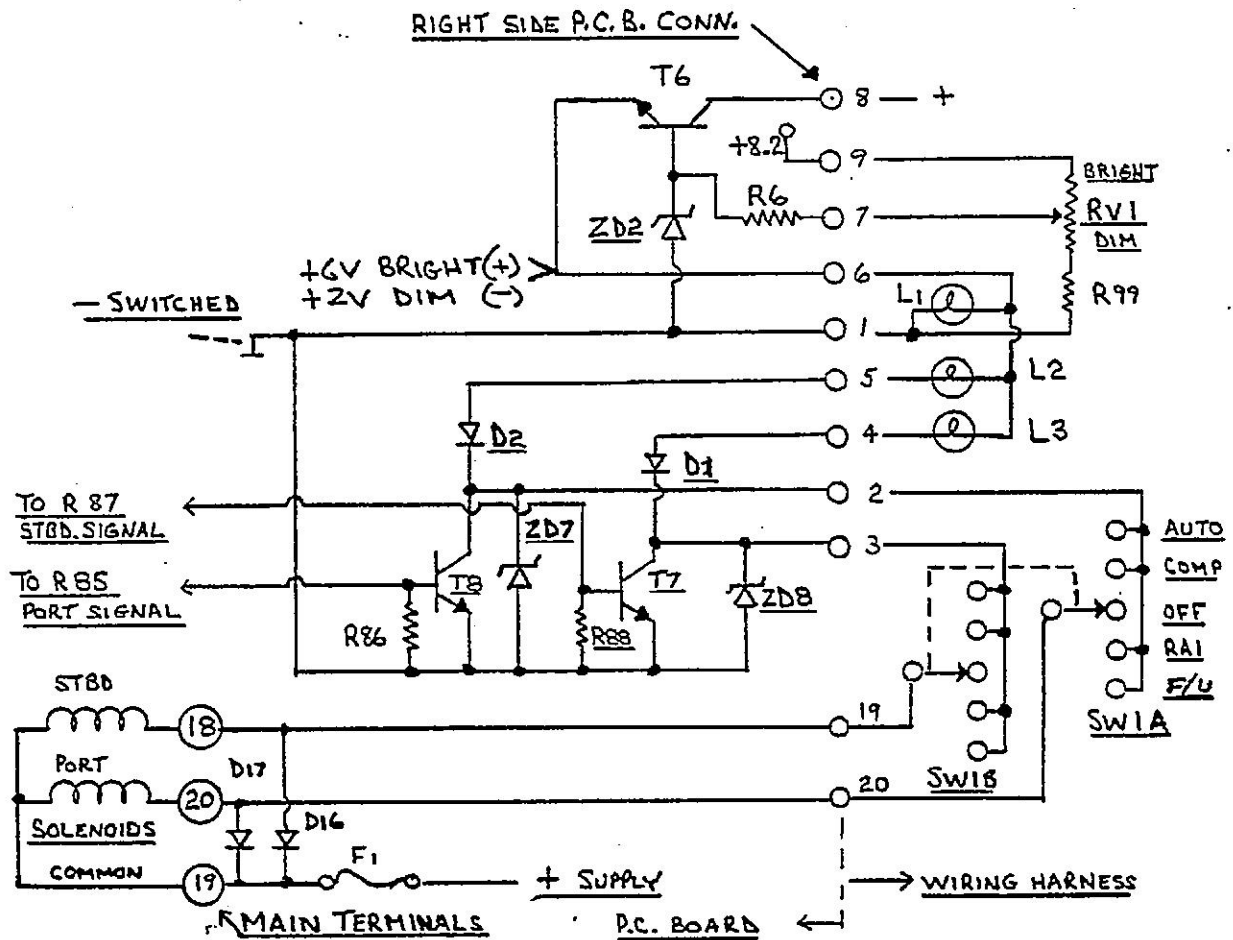 RIGHT SIDE P.C.B. CONN.
T6
8 — +
+8.2
9
BRIGHT
R6
7
RV1
DIM
ZD2
+6V BRIGHT (+)
+2V DIM (-)
6
L1
R99
— SWITCHED
1
5
L2
D2
4
L3
D1
2
TO R 87
STBD. SIGNAL
ZD7
3
AUTO
COMP
OFF
RAI
F/U
TO R85
PORT SIGNAL
T8
T7
ZD8
R86
R88
STBD
18
19
SW1A
SW1B
PORT
D17
20
20
SOLENOIDS
D16
COMMON
19
F1
+ SUPPLY
WIRING HARNESS
MAIN TERMINALS
P.C. BOARD